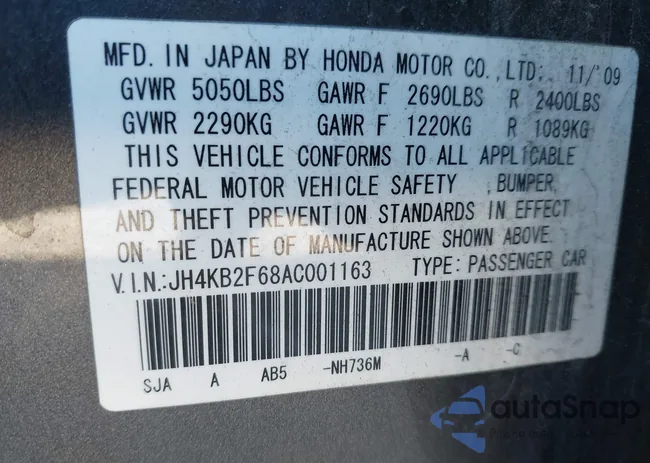 MFD. IN JAPAN BY HONDA MOTOR CO., LTD. 11/'09
GVWR 5050LBS GAWR F 2690LBS R 2400LBS
GVWR 2290KG GAWR F 1220KG R 1089KG
THIS VEHICLE CONFORMS TO ALL APPLICABLE
FEDERAL MOTOR VEHICLE SAFETY , BUMPER,
AND THEFT PREVENTION STANDARDS IN EFFECT
ON THE DATE OF MANUFACTURE SHOWN ABOVE.
V.I.N.:JH4KB2F68AC001163 TYPE: PASSENGER CAR
SJA A AB5 -NH736M -A -C
autaSnap